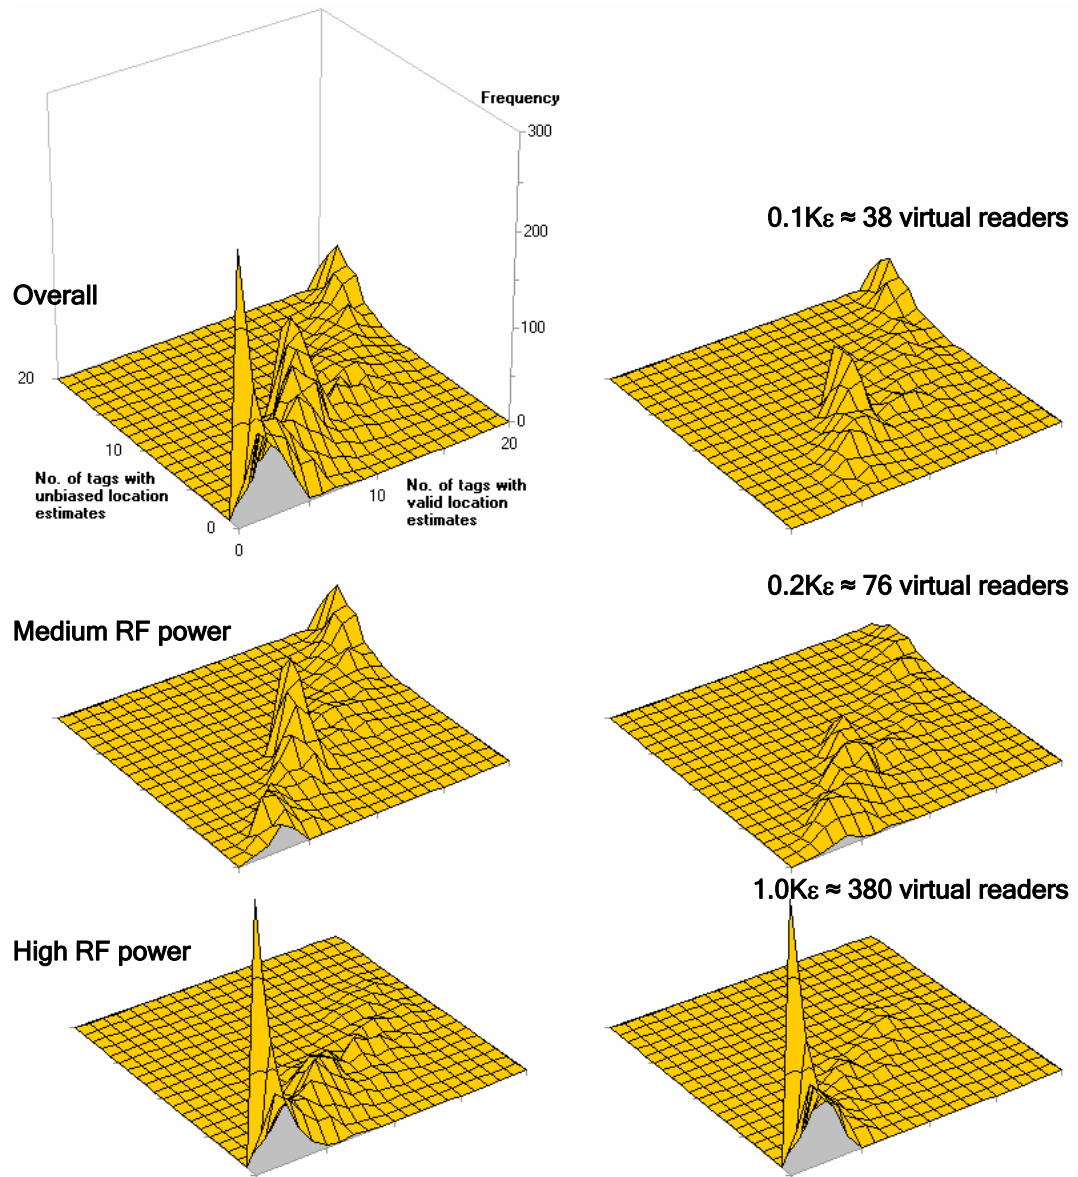 Frequency
300
0.1Kε ≈ 38 virtual readers
200
Overall
100
20
0
20
10
No. of tags with
unbiased location
estimates
10
No. of tags with
valid location
estimates
0
0
0.2Kε ≈ 76 virtual readers
Medium RF power
1.0Kε ≈ 380 virtual readers
High RF power